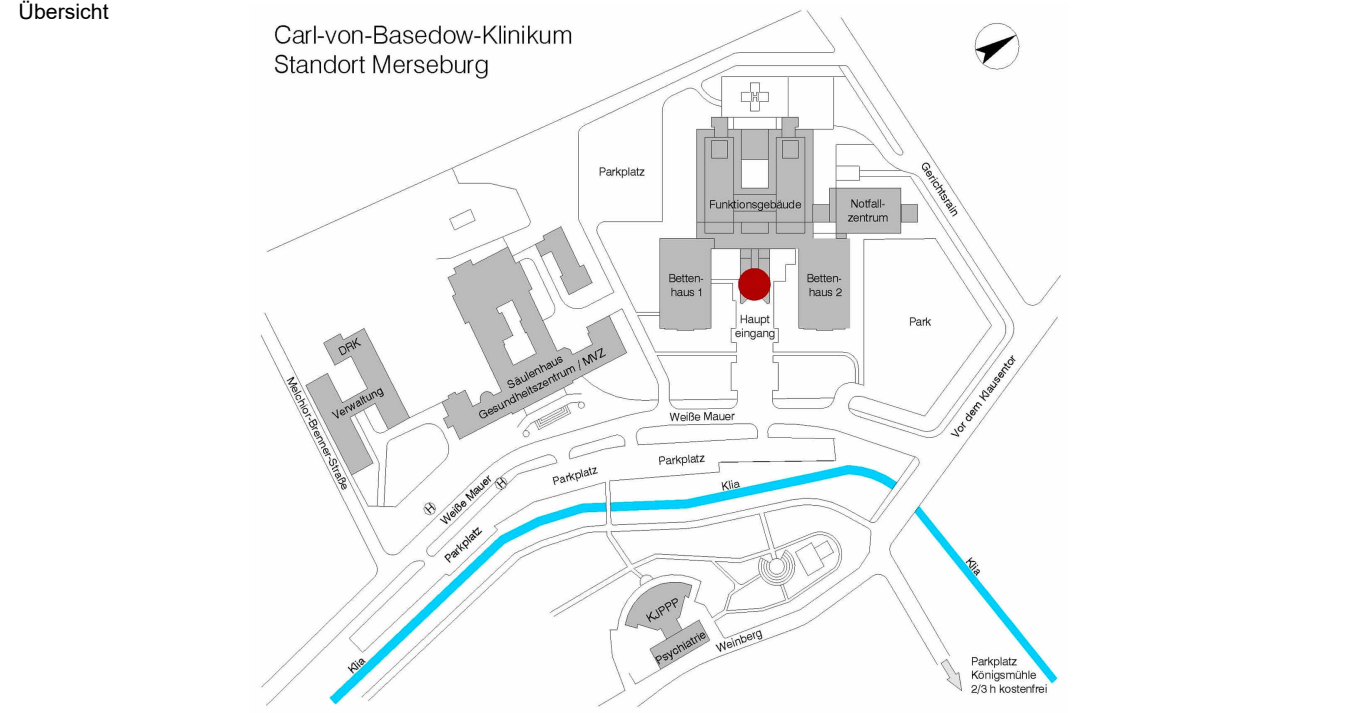 Übersicht
Carl-von-Basedow-Klinikum
Standort Merseburg
H
Parkplatz
Gerichtsrain
Funktionsgebäude
Notfall-
zentrum
Betten-
haus 1
Betten-
haus 2
Haupt
eingang
Park
DRK
Verwaltung
Säulenhaus
Gesundheitszentrum / MVZ
Melchior-Brenner-Straße
Vor dem Klausentor
Weiße Mauer
Parkplatz
Parkplatz
Klia
H
Weiße Mauer
H
Parkplatz
Klia
KJPPP
Psychiatrie
Weinberg
Klia
Parkplatz
Königsmühle
2/3 h kostenfrei